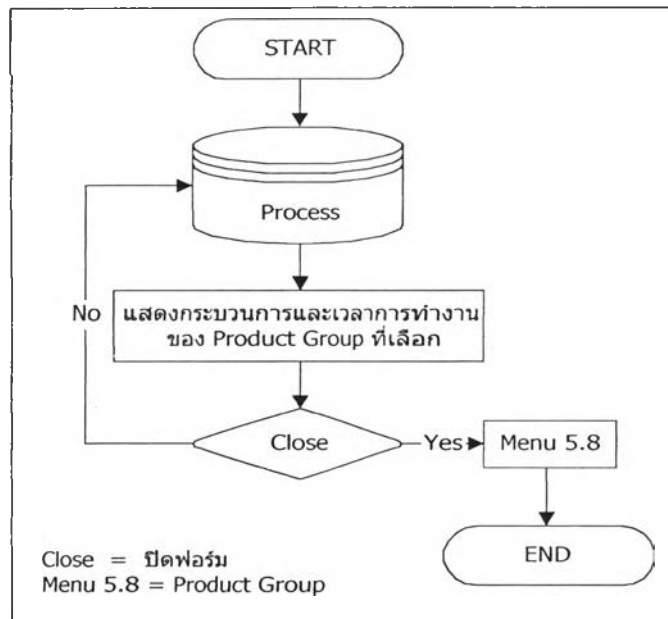 START
Process
No
แสดงกระบวนการและเวลาการทำงาน
ของ Product Group ที่เลือก
Close
Yes
Menu 5.8
END
Close = ปิดฟอร์ม
Menu 5.8 = Product Group